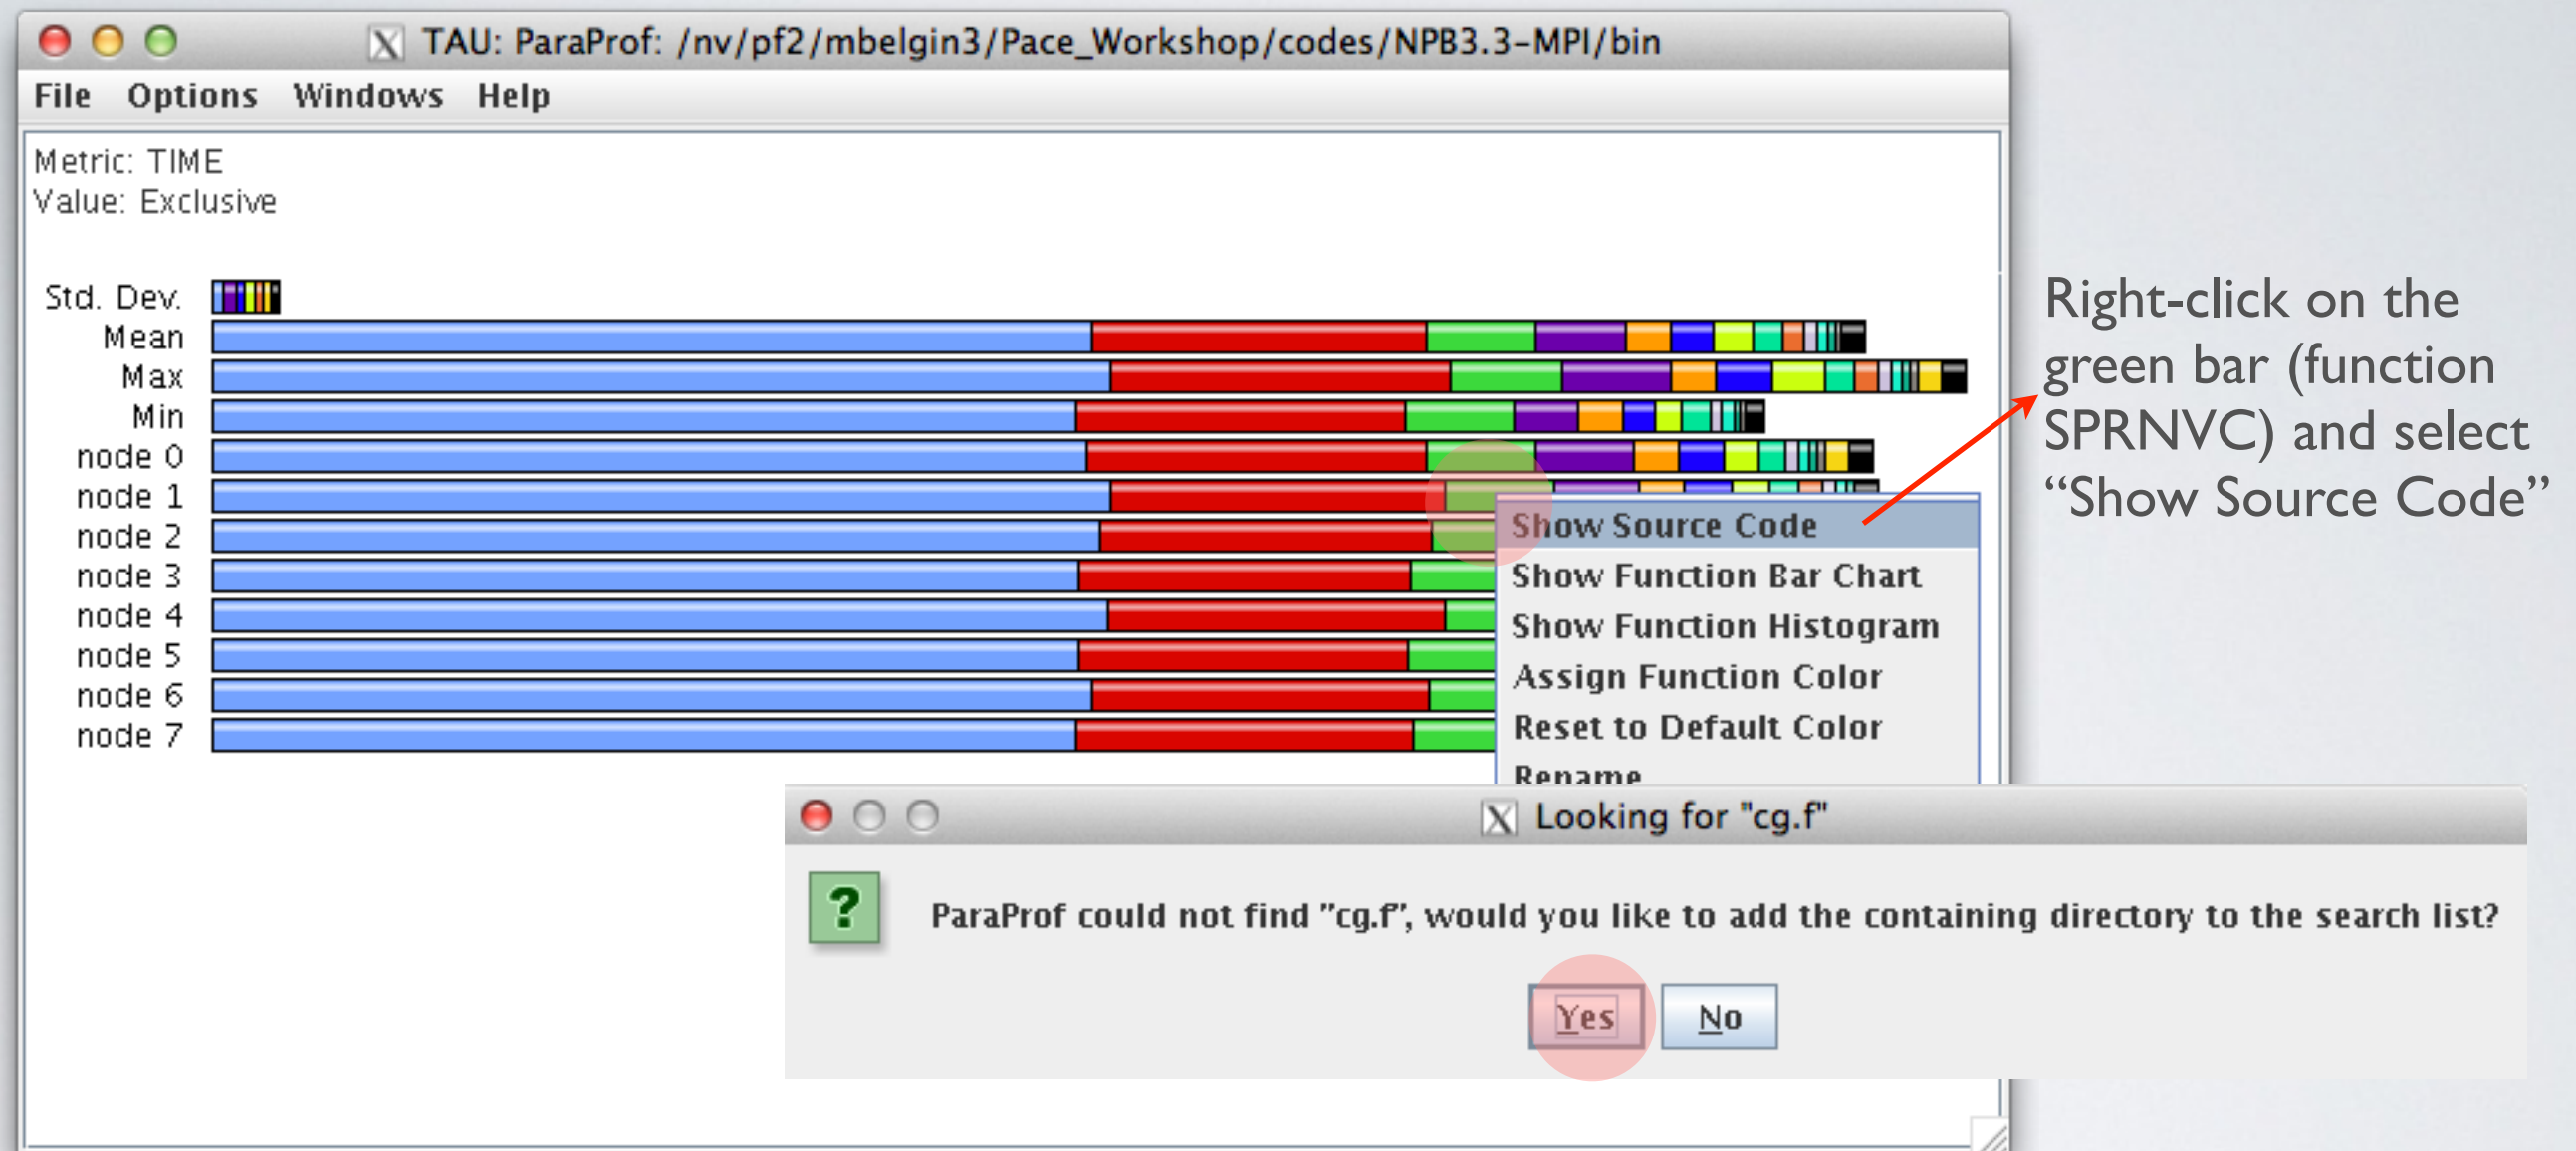 X TAU: ParaProf: /nv/pf2/mbelgin3/Pace_Workshop/codes/NPB3.3-MPI/bin
File Options Windows Help
Metric: TIME
Value: Exclusive
Std. Dev.
Mean
Max
Min
node 0
node 1
node 2
node 3
node 4
node 5
node 6
node 7
Show Source Code
Show Function Bar Chart
Show Function Histogram
Assign Function Color
Reset to Default Color
Rename
Right-click on the
green bar (function
SPRNVC) and select
“Show Source Code”
X Looking for "cg.f"
? ParaProf could not find "cg.f", would you like to add the containing directory to the search list?
Yes No